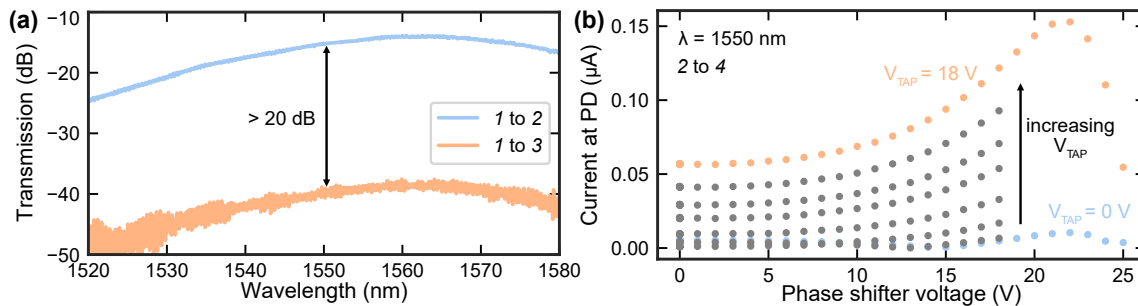 (a)
−10
−20
−30
−40
−50
Transmission (dB)
> 20 dB
1 to 2
1 to 3
1520 1530 1540 1550 1560 1570 1580
Wavelength (nm)
(b)
0.15
0.10
0.05
0.00
Current at PD (μA)
λ = 1550 nm
2 to 4
V_TAP = 18 V
increasing
V_TAP
V_TAP = 0 V
0 5 10 15 20 25
Phase shifter voltage (V)